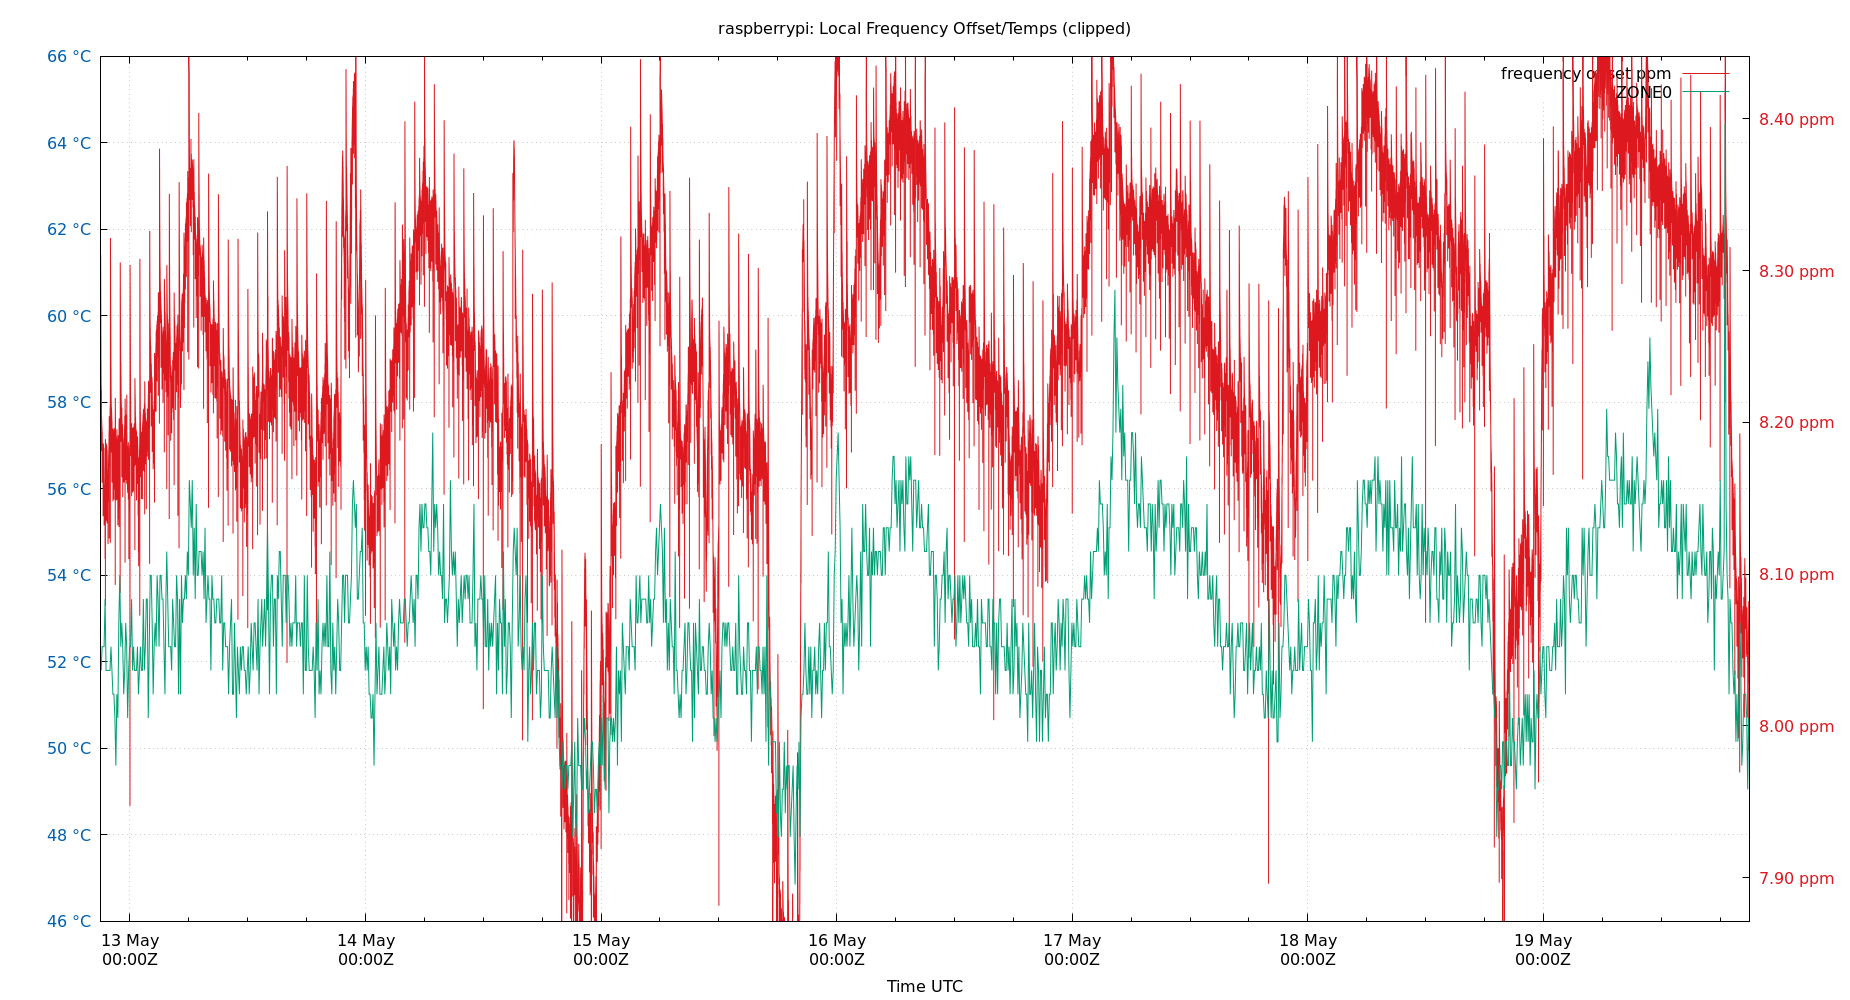 raspberrypi: Local Frequency Offset/Temps (clipped)
66 °C
64 °C
62 °C
60 °C
58 °C
56 °C
54 °C
52 °C
50 °C
48 °C
46 °C
frequency offset ppm
ZONE0
8.40 ppm
8.30 ppm
8.20 ppm
8.10 ppm
8.00 ppm
7.90 ppm
13 May
00:00Z
14 May
00:00Z
15 May
00:00Z
16 May
00:00Z
17 May
00:00Z
18 May
00:00Z
19 May
00:00Z
Time UTC